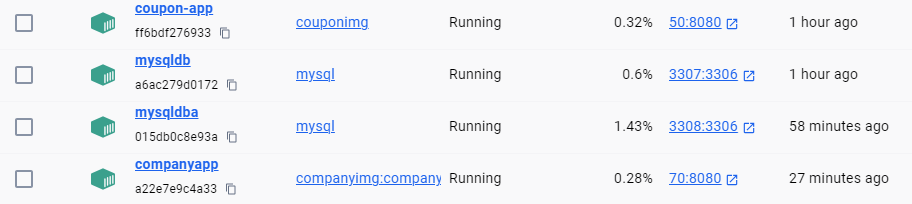 coupon-app
ff6bdf276933
couponimg
Running
0.32%
50:8080
1 hour ago
mysqldb
a6ac279d0172
mysql
Running
0.6%
3307:3306
1 hour ago
mysqldba
015db0c8e93a
mysql
Running
1.43%
3308:3306
58 minutes ago
companyapp
a22e7e9c4a33
companyimg:company
Running
0.28%
70:8080
27 minutes ago